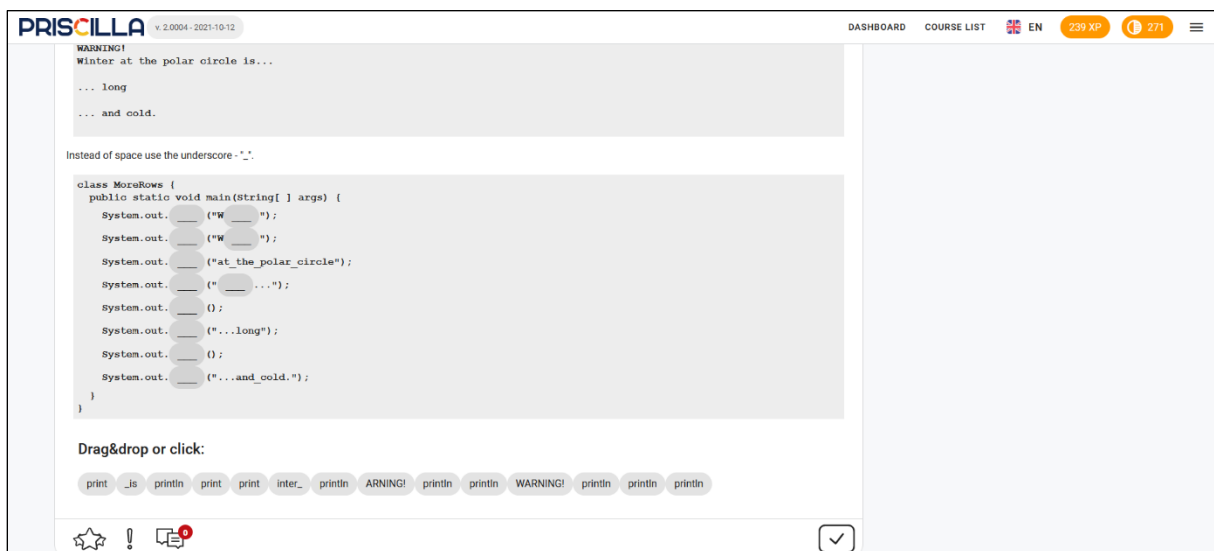 PRISCILLA v. 2.0004 - 2021-10-12 DASHBOARD COURSE LIST EN 239 XP 271
WARNING!
Winter at the polar circle is...
... long
... and cold.
Instead of space use the underscore - "_".
class MoreRows {
public static void main(String[ ] args) {
System.out. ___ ("W ___ ");
System.out. ___ ("W ___ ");
System.out. ___ ("at_the_polar_circle");
System.out. ___ (" ___ ...");
System.out. ___ ();
System.out. ___ ("...long");
System.out. ___ ();
System.out. ___ ("...and_cold.");
}
}
Drag&drop or click:
print _is println print print inter_ println ARNING! println println WARNING! println println println
0